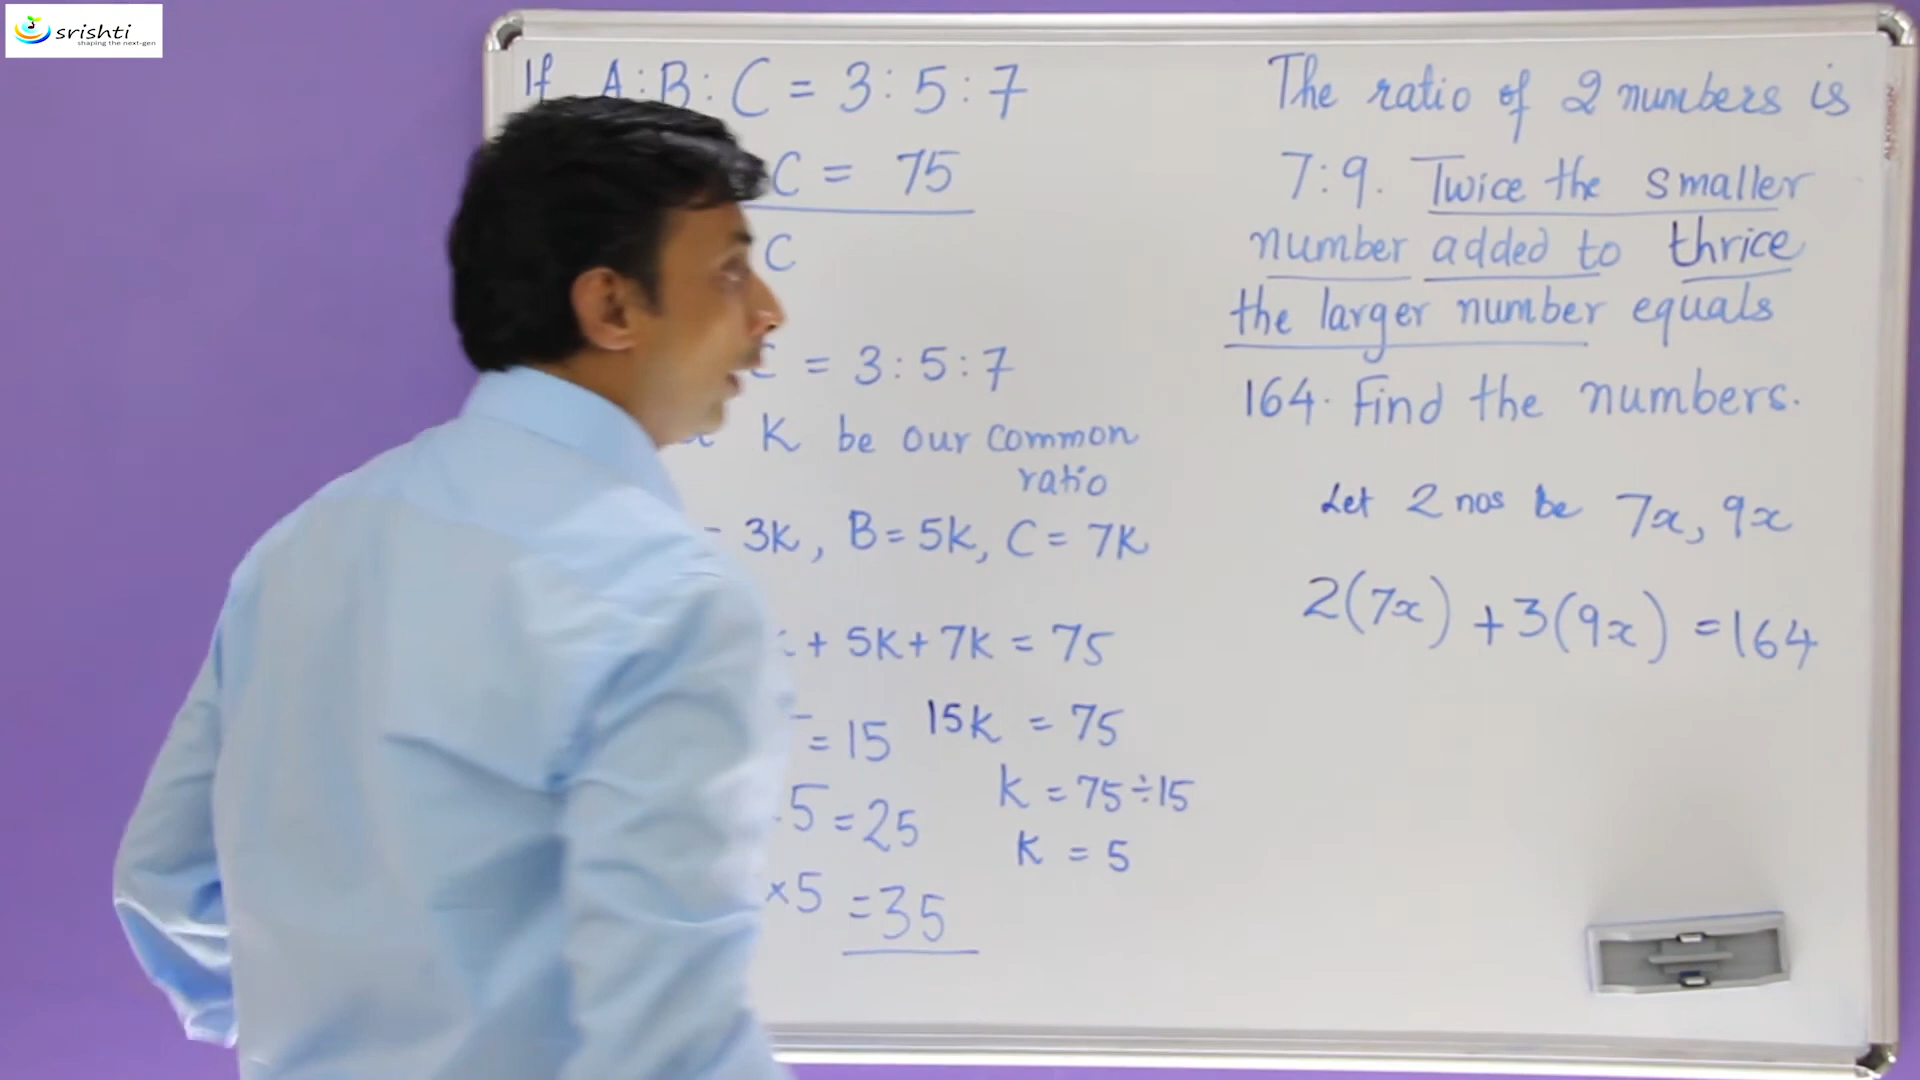 srishti
shaping the next-gen
If A : B : C = 3 : 5 : 7
C = 75
C
C = 3 : 5 : 7
K be our common
ratio
= 3K , B = 5K, C = 7K
+ 5K + 7K = 75
= 15
15K = 75
5 = 25
K = 75 ÷ 15
K = 5
×5 = 35
The ratio of 2 numbers is
7 : 9. Twice the smaller
number added to thrice
the larger number equals
164. Find the numbers.
Let 2 nos be 7x, 9x
2(7x) + 3(9x) = 164